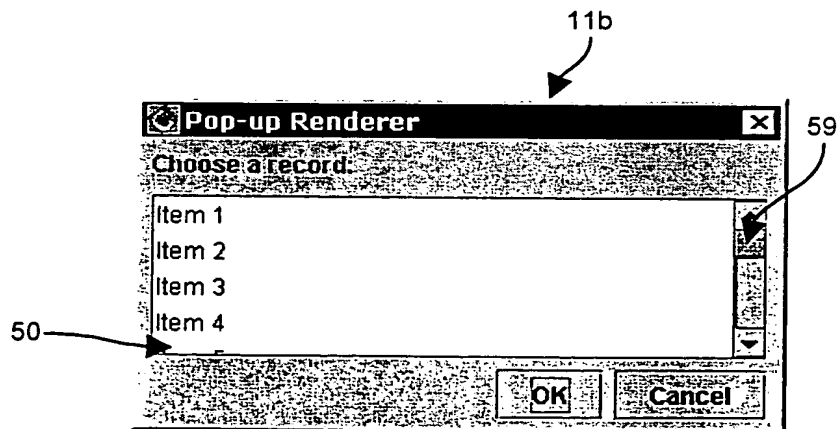 11b
Pop-up Renderer
59
Choose a record:
Item 1
Item 2
Item 3
Item 4
50
OK Cancel